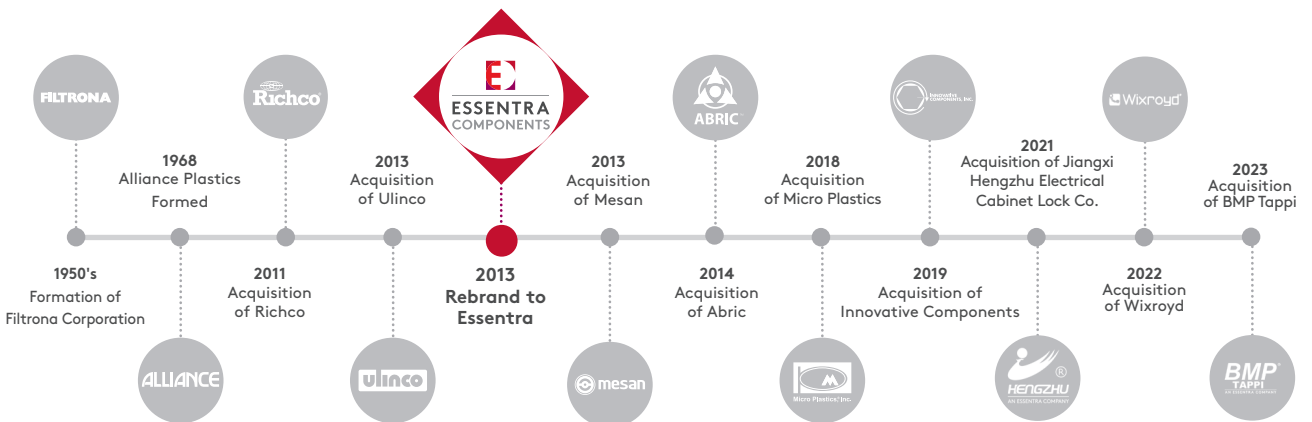 FILTRONA
1950's
Formation of
Filtrona Corporation
1968
Alliance Plastics
Formed
ALLIANCE
Richco®
2011
Acquisition
of Richco
2013
Acquisition
of Ulinco
ulinco
ESSENTRA
COMPONENTS
2013
Rebrand to
Essentra
2013
Acquisition
of Mesan
mesan
ABRIC
2014
Acquisition
of Abric
2018
Acquisition
of Micro Plastics
Micro Plastics, Inc.
Innovative
COMPONENTS, Inc.
2019
Acquisition of
Innovative Components
2021
Acquisition of Jiangxi
Hengzhu Electrical
Cabinet Lock Co.
®
HENGZHU
AN ESSENTRA COMPANY
Wixroyd®
2022
Acquisition
of Wixroyd
2023
Acquisition
of BMP Tappi
BMP®
TAPPI
AN ESSENTRA COMPANY